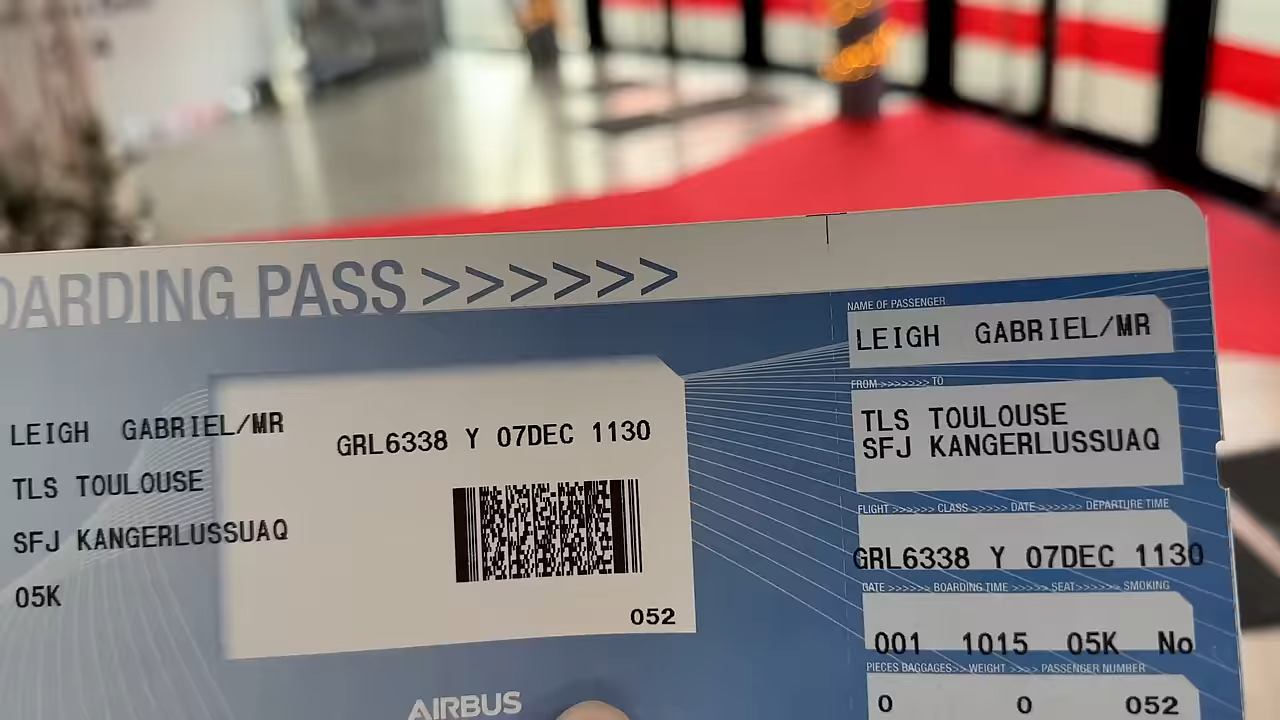 OARDING PASS >>>>>>
LEIGH GABRIEL/MR
TLS TOULOUSE
SFJ KANGERLUSSUAQ
05K
GRL6338 Y 07DEC 1130
052
AIRBUS
NAME OF PASSENGER
LEIGH GABRIEL/MR
FROM >>>>>>> TO
TLS TOULOUSE
SFJ KANGERLUSSUAQ
FLIGHT >>>>>> CLASS >>>>> DATE >>>>> DEPARTURE TIME
GRL6338 Y 07DEC 1130
GATE >>>>>> BOARDING TIME >>>>> SEAT >>>>> SMOKING
001 1015 05K No
PIECES BAGGAGES >> WEIGHT >>>> PASSENGER NUMBER
0 0 052